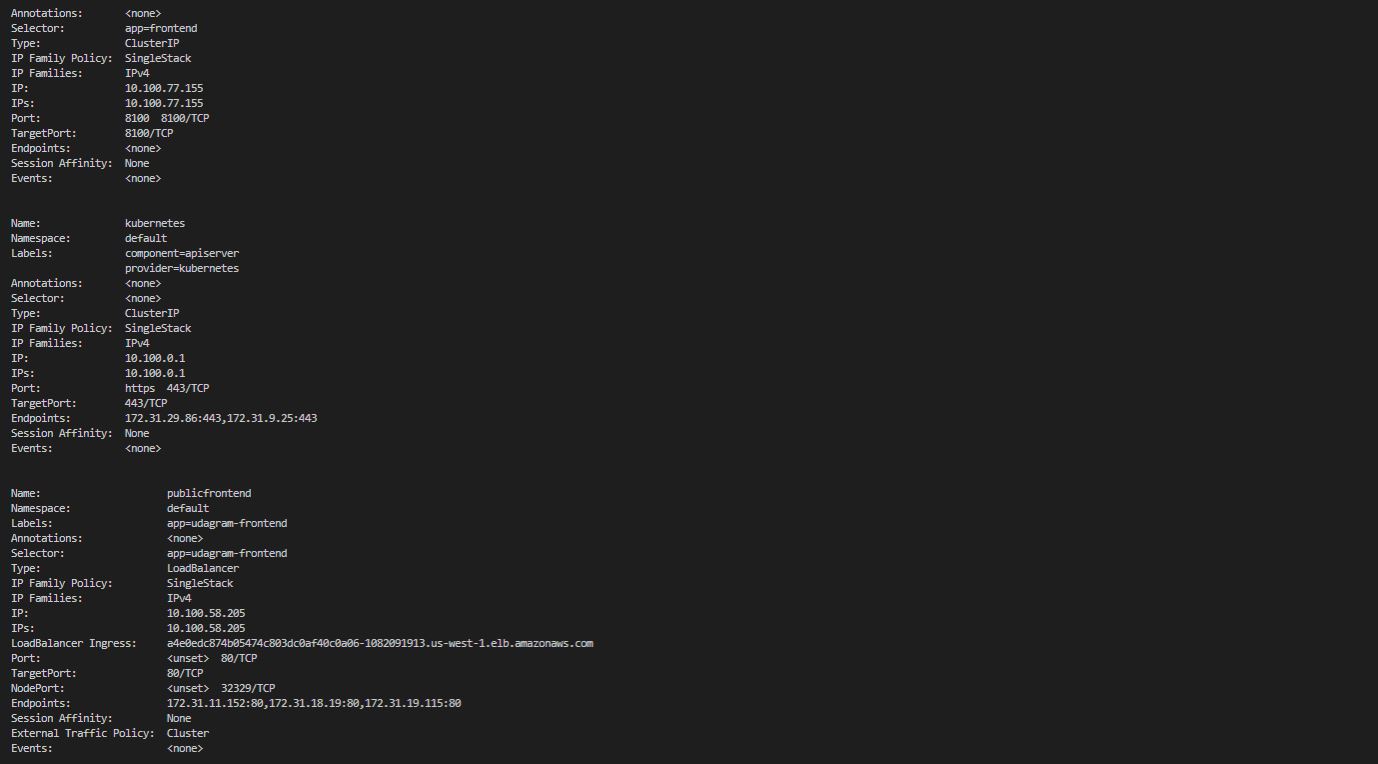 Annotations:       <none>
Selector:          app=frontend
Type:              ClusterIP
IP Family Policy:  SingleStack
IP Families:       IPv4
IP:                10.100.77.155
IPs:               10.100.77.155
Port:              8100  8100/TCP
TargetPort:        8100/TCP
Endpoints:         <none>
Session Affinity:  None
Events:            <none>

Name:              kubernetes
Namespace:         default
Labels:            component=apiserver
                   provider=kubernetes
Annotations:       <none>
Selector:          <none>
Type:              ClusterIP
IP Family Policy:  SingleStack
IP Families:       IPv4
IP:                10.100.0.1
IPs:               10.100.0.1
Port:              https  443/TCP
TargetPort:        443/TCP
Endpoints:         172.31.29.86:443,172.31.9.25:443
Session Affinity:  None
Events:            <none>

Name:                     publicfrontend
Namespace:                default
Labels:                   app=udagram-frontend
Annotations:              <none>
Selector:                 app=udagram-frontend
Type:                     LoadBalancer
IP Family Policy:         SingleStack
IP Families:              IPv4
IP:                       10.100.58.205
IPs:                      10.100.58.205
LoadBalancer Ingress:     a4e0edc874b05474c803dc0af40c0a06-1082091913.us-west-1.elb.amazonaws.com
Port:                     <unset>  80/TCP
TargetPort:               80/TCP
NodePort:                 <unset>  32329/TCP
Endpoints:                172.31.11.152:80,172.31.18.19:80,172.31.19.115:80
Session Affinity:         None
External Traffic Policy:  Cluster
Events:                   <none>